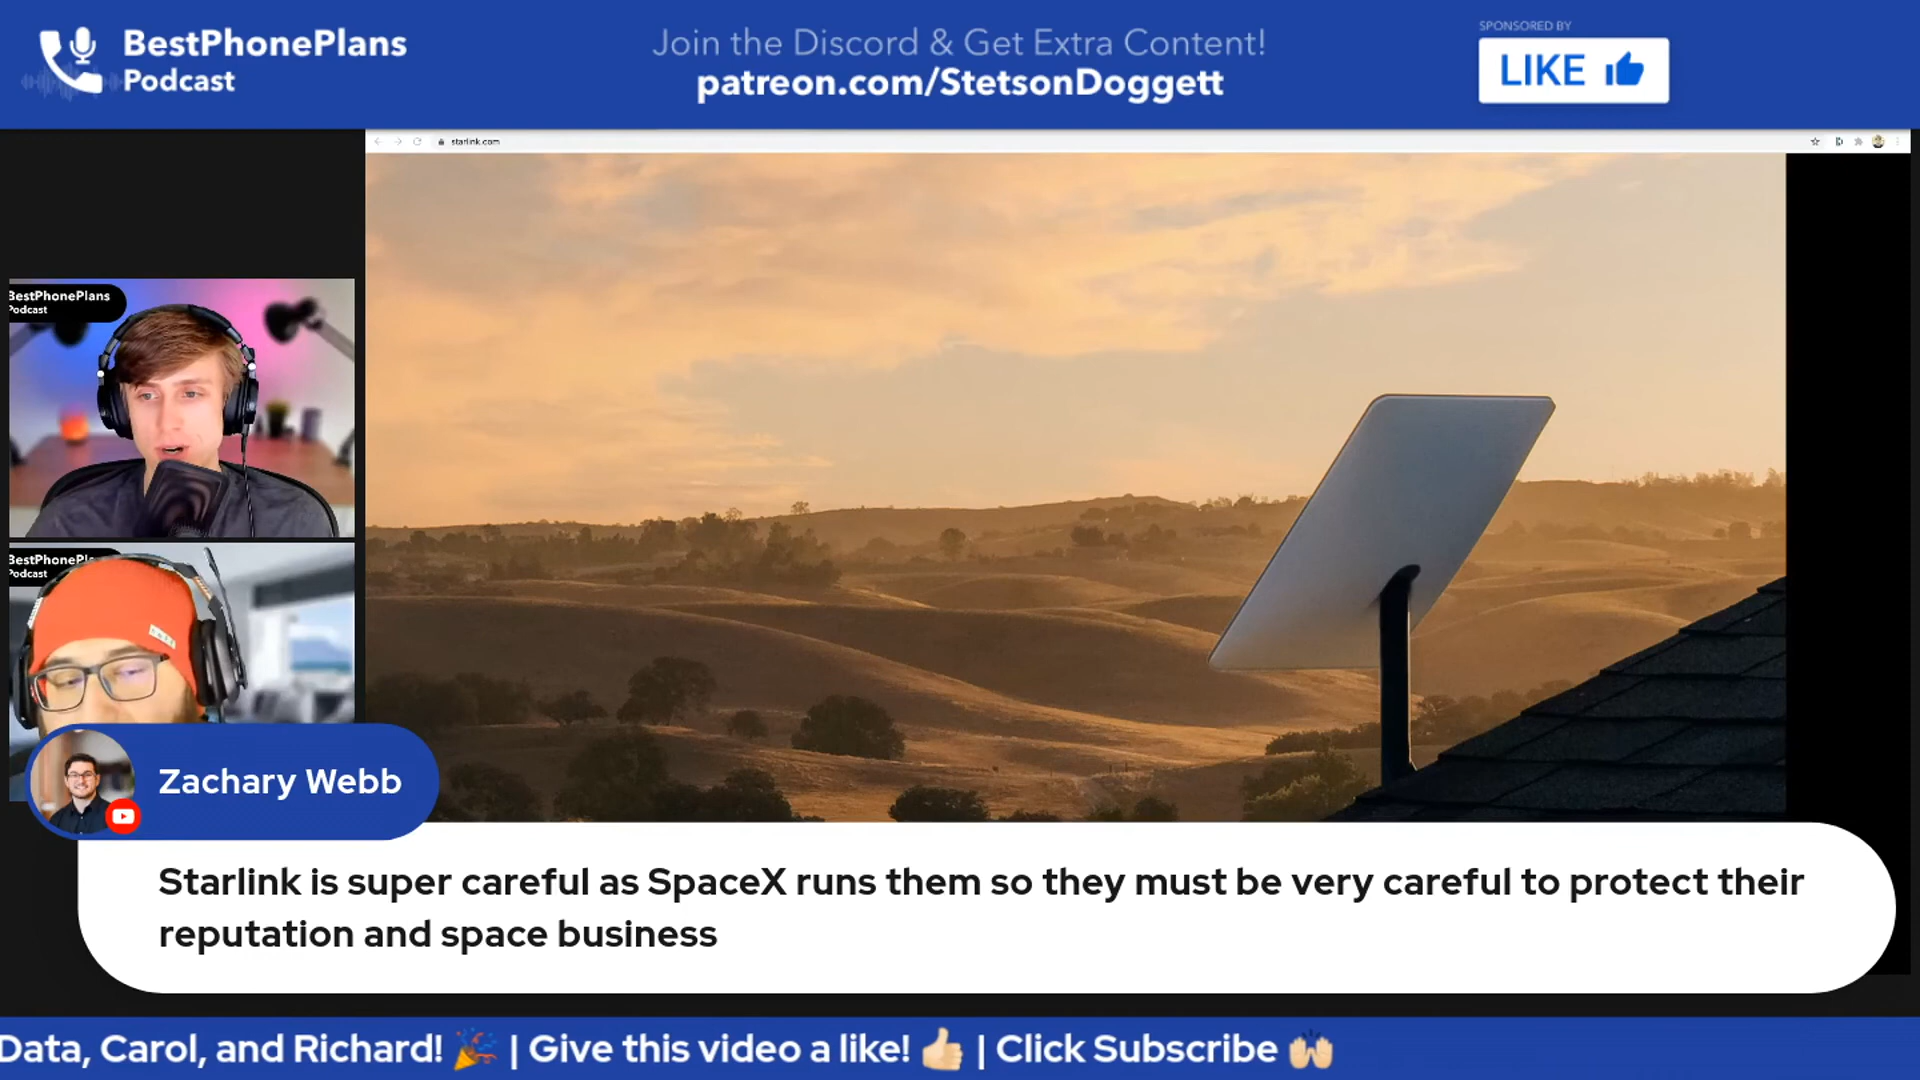 BestPhonePlans
Podcast
Join the Discord & Get Extra Content!
patreon.com/StetsonDoggett
SPONSORED BY
LIKE
starlink.com
BestPhonePlans
Podcast
BestPhonePl
Podcast
Zachary Webb
Starlink is super careful as SpaceX runs them so they must be very careful to protect their
reputation and space business
Data, Carol, and Richard! 🎉 | Give this video a like! 👍🏻 | Click Subscribe 🙌🏻